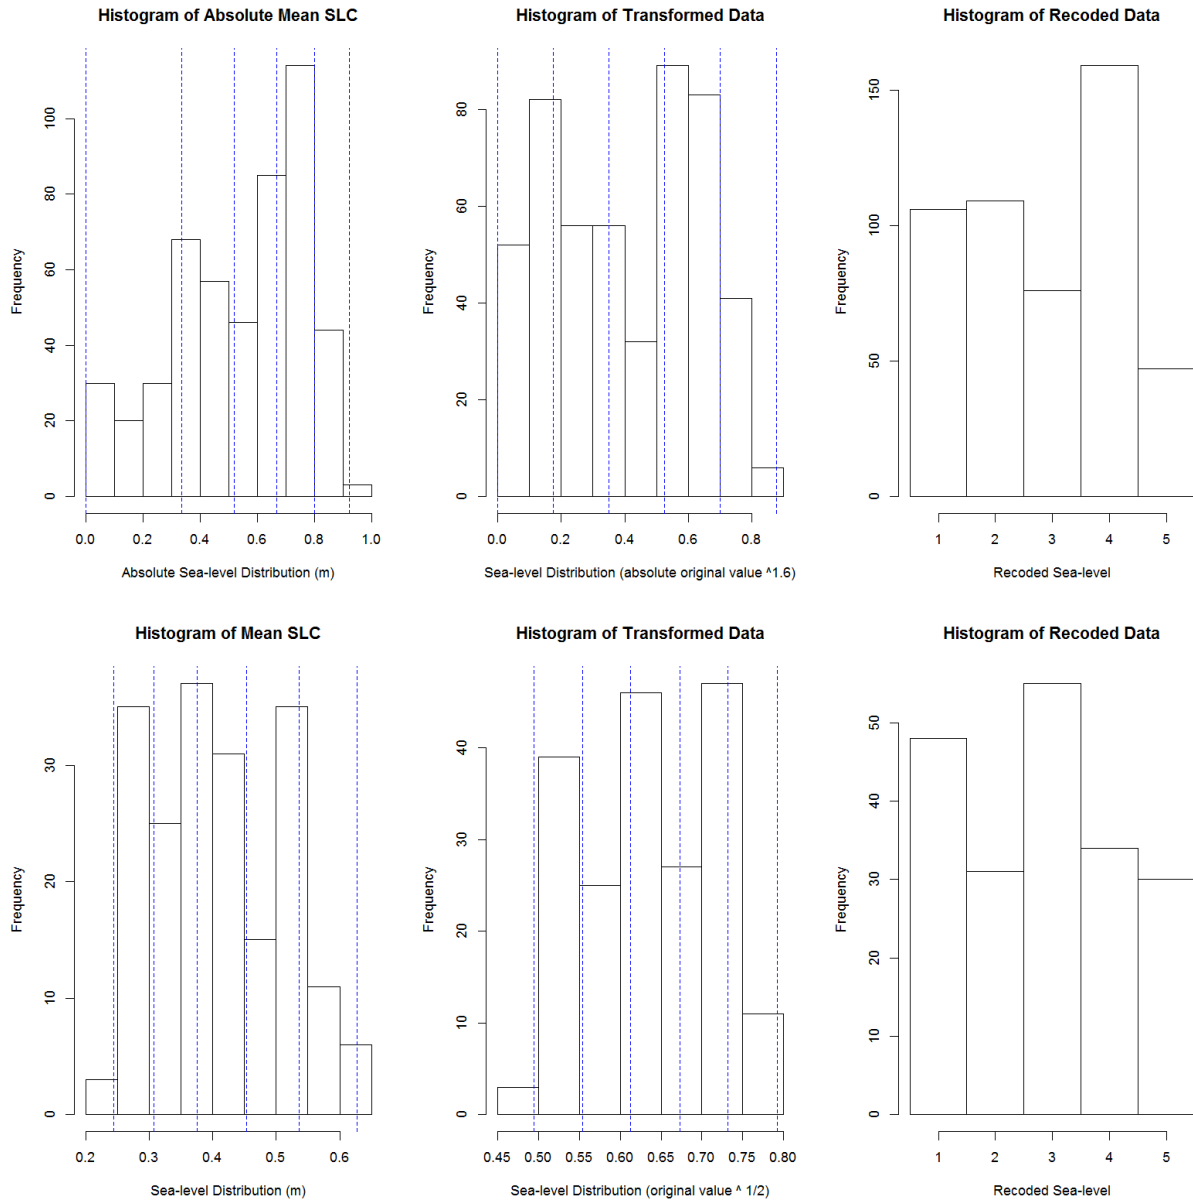 Histogram of Absolute Mean SLC
Frequency
0 20 40 60 80 100
0.0 0.2 0.4 0.6 0.8 1.0
Absolute Sea-level Distribution (m)
Histogram of Transformed Data
Frequency
0 20 40 60 80
0.0 0.2 0.4 0.6 0.8
Sea-level Distribution (absolute original value ^1.6)
Histogram of Recoded Data
Frequency
0 50 100 150
1 2 3 4 5
Recoded Sea-level
Histogram of Mean SLC
Frequency
0 10 20 30
0.2 0.3 0.4 0.5 0.6
Sea-level Distribution (m)
Histogram of Transformed Data
Frequency
0 10 20 30 40
0.45 0.50 0.55 0.60 0.65 0.70 0.75 0.80
Sea-level Distribution (original value ^ 1/2)
Histogram of Recoded Data
Frequency
0 10 20 30 40 50
1 2 3 4 5
Recoded Sea-level